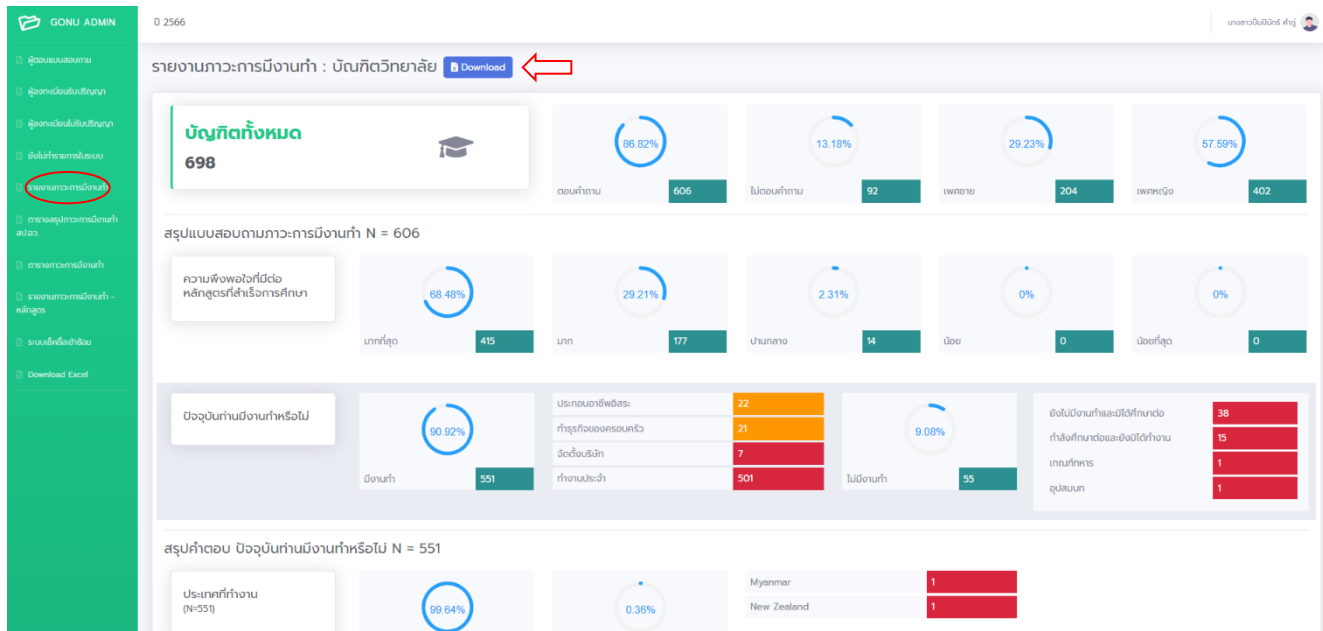 GONU ADMIN
ปี 2566
นางสาวปิ่นปินัทธ์ คำภู่
ผู้ตอบแบบสอบถาม
ผู้ลงทะเบียนรับปริญญา
ผู้ลงทะเบียนไม่รับปริญญา
ยังไม่ทำรายการในระบบ
รายงานภาวะการมีงานทำ
ตารางสรุปภาวะการมีงานทำ
สป.อว.
ตารางภาวะการมีงานทำ
รายงานภาวะการมีงานทำ -
หลักสูตร
ระบบเช็คชื่อเข้าซ้อม
Download Excel
รายงานภาวะการมีงานทำ : บัณฑิตวิทยาลัย Download
บัณฑิตทั้งหมด
698
86.82%
ตอบคำถาม 606
13.18%
ไม่ตอบคำถาม 92
29.23%
เพศชาย 204
57.59%
เพศหญิง 402
สรุปแบบสอบถามภาวะการมีงานทำ N = 606
ความพึงพอใจที่มีต่อ
หลักสูตรที่สำเร็จการศึกษา
68.48%
มากที่สุด 415
29.21%
มาก 177
2.31%
ปานกลาง 14
0%
น้อย 0
0%
น้อยที่สุด 0
ปัจจุบันท่านมีงานทำหรือไม่
90.92%
มีงานทำ 551
ประกอบอาชีพอิสระ 22
ทำธุรกิจของครอบครัว 21
จัดตั้งบริษัท 7
ทำงานประจำ 501
9.08%
ไม่มีงานทำ 55
ยังไม่มีงานทำและมิได้ศึกษาต่อ 38
กำลังศึกษาต่อและยังมิได้ทำงาน 15
เกณฑ์ทหาร 1
อุปสมบท 1
สรุปคำตอบ ปัจจุบันท่านมีงานทำหรือไม่ N = 551
ประเทศที่ทำงาน
(N=551)
99.64%
0.36%
Myanmar 1
New Zealand 1